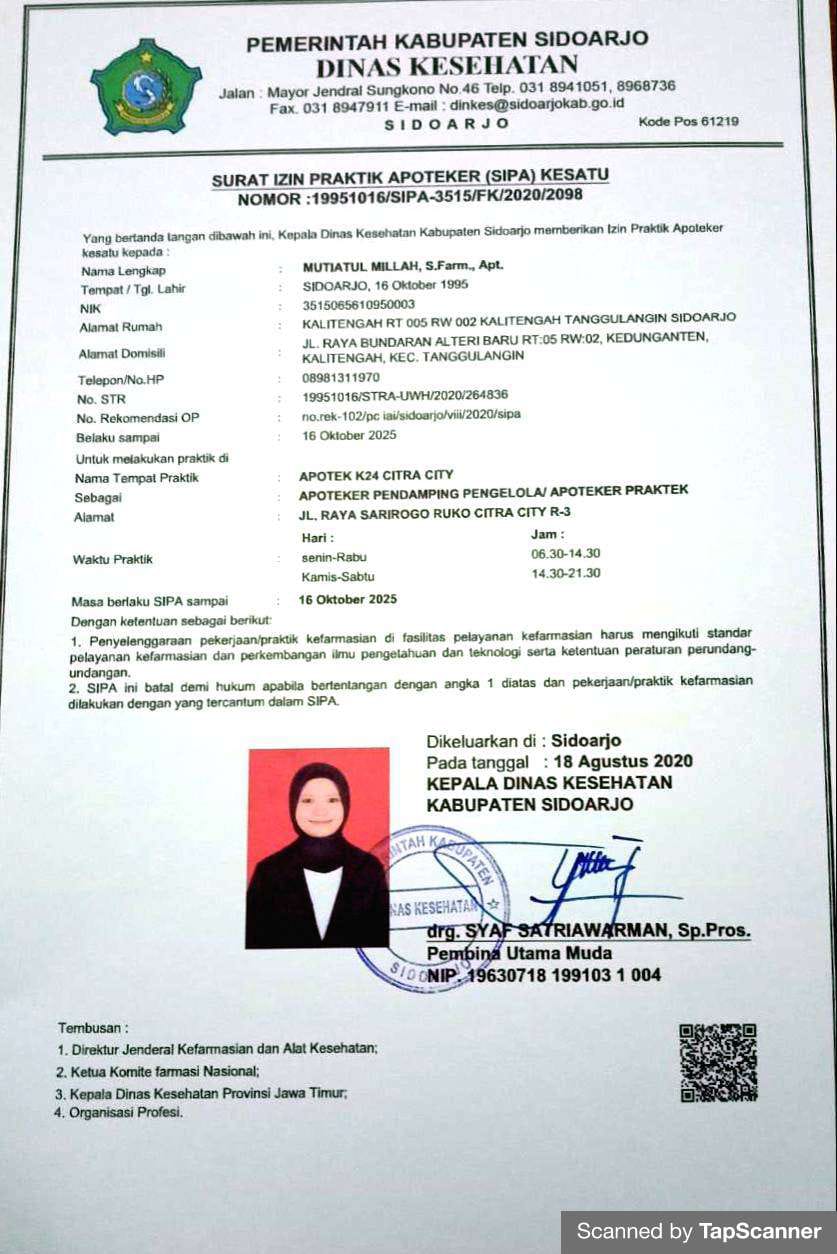 PEMERINTAH KABUPATEN SIDOARJO
DINAS KESEHATAN
Jalan : Mayor Jendral Sungkono No.46 Telp. 031 8941051, 8968736
Fax. 031 8947911 E-mail : dinkes@sidoarjokab.go.id
SIDOARJO Kode Pos 61219
SURAT IZIN PRAKTIK APOTEKER (SIPA) KESATU
NOMOR :19951016/SIPA-3515/FK/2020/2098
Yang bertanda tangan dibawah ini, Kepala Dinas Kesehatan Kabupaten Sidoarjo memberikan Izin Praktik Apoteker
kesatu kepada :
Nama Lengkap : MUTIATUL MILLAH, S.Farm., Apt.
Tempat / Tgl. Lahir : SIDOARJO, 16 Oktober 1995
NIK : 3515065610950003
Alamat Rumah : KALITENGAH RT 005 RW 002 KALITENGAH TANGGULANGIN SIDOARJO
Alamat Domisili : JL. RAYA BUNDARAN ALTERI BARU RT:05 RW:02, KEDUNGANTEN,
KALITENGAH, KEC. TANGGULANGIN
Telepon/No.HP : 08981311970
No. STR : 19951016/STRA-UWH/2020/264836
No. Rekomendasi OP : no.rek-102/pc iai/sidoarjo/viii/2020/sipa
Belaku sampai : 16 Oktober 2025
Untuk melakukan praktik di
Nama Tempat Praktik : APOTEK K24 CITRA CITY
Sebagai : APOTEKER PENDAMPING PENGELOLA/ APOTEKER PRAKTEK
Alamat : JL. RAYA SARIROGO RUKO CITRA CITY R-3
Hari : Jam :
Waktu Praktik : senin-Rabu 06.30-14.30
Kamis-Sabtu 14.30-21.30
Masa berlaku SIPA sampai : 16 Oktober 2025
Dengan ketentuan sebagai berikut:
1. Penyelenggaraan pekerjaan/praktik kefarmasian di fasilitas pelayanan kefarmasian harus mengikuti standar
pelayanan kefarmasian dan perkembangan ilmu pengetahuan dan teknologi serta ketentuan peraturan perundang-
undangan.
2. SIPA ini batal demi hukum apabila bertentangan dengan angka 1 diatas dan pekerjaan/praktik kefarmasian
dilakukan dengan yang tercantum dalam SIPA.
Dikeluarkan di : Sidoarjo
Pada tanggal : 18 Agustus 2020
KEPALA DINAS KESEHATAN
KABUPATEN SIDOARJO
drg. SYAF SATRIAWARMAN, Sp.Pros.
Pembina Utama Muda
NIP. 19630718 199103 1 004
Tembusan :
1. Direktur Jenderal Kefarmasian dan Alat Kesehatan;
2. Ketua Komite farmasi Nasional;
3. Kepala Dinas Kesehatan Provinsi Jawa Timur;
4. Organisasi Profesi.
Scanned by TapScanner